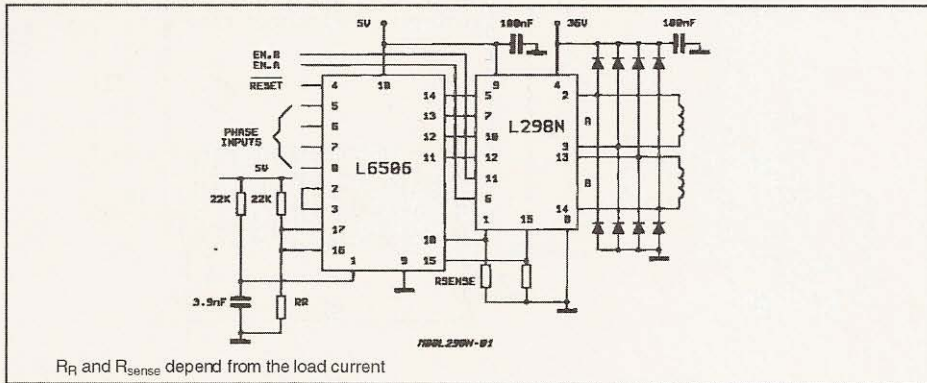 5V
100nF
36V
EN.B
EN.A
RESET
4
5
6
7
8
2
3
17
16
1
9
18
14
13
12
11
10
15
PHASE
INPUTS
5V
22K
22K
3.9nF
RR
L6506
9
4
5
7
10
12
11
6
1
15
8
2
3
13
14
L298N
A
B
100nF
RSENSE
M00L298N-01
R_R and R_sense depend from the load current